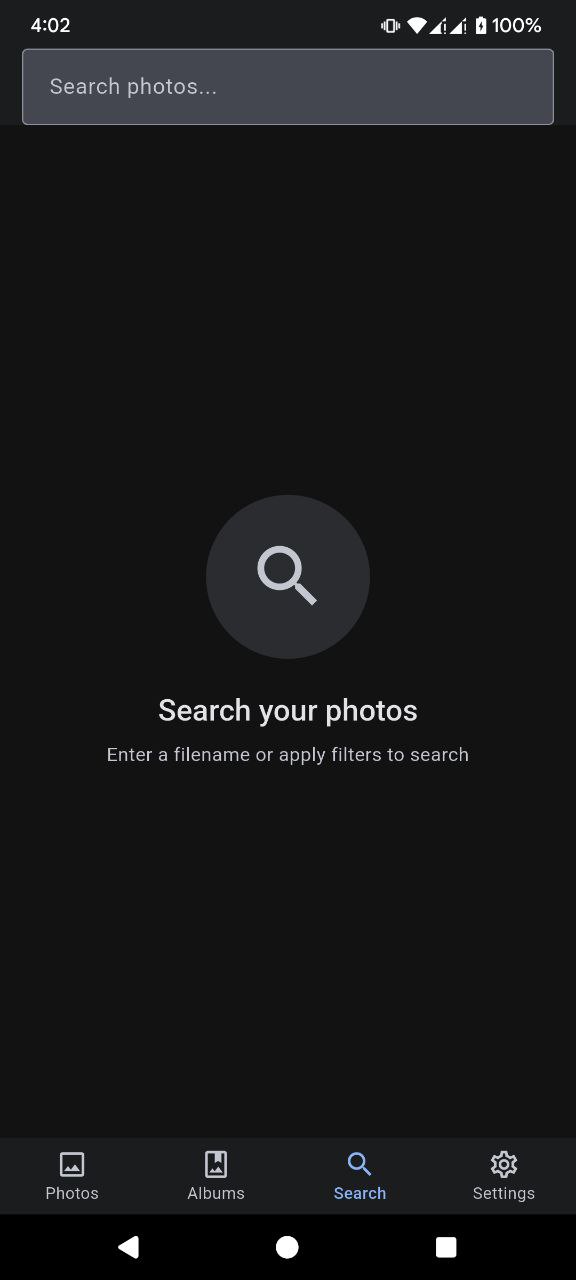 4:02
100%
Search photos...
Search your photos
Enter a filename or apply filters to search
Photos
Albums
Search
Settings